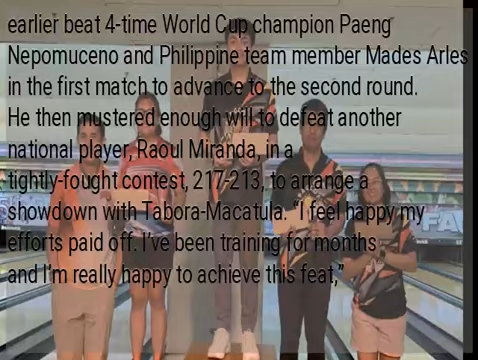 earlier beat 4-time World Cup champion Paeng
Nepomuceno and Philippine team member Mades Arles
in the first match to advance to the second round.
He then mustered enough will to defeat another
national player, Raoul Miranda, in a
tightly-fought contest, 217-213, to arrange a
showdown with Tabora-Macatula. “I feel happy my
efforts paid off. I’ve been training for months
and I’m really happy to achieve this feat,”